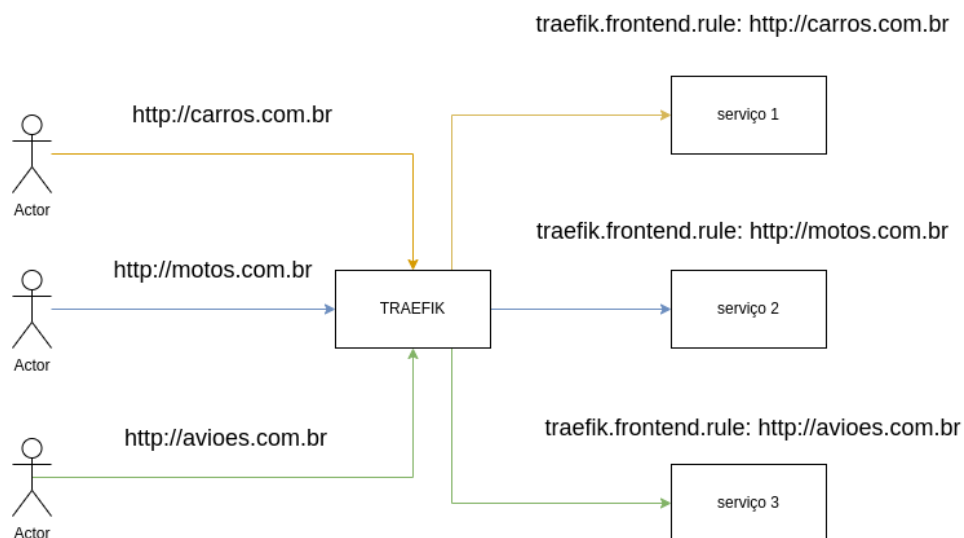 traefik.frontend.rule: http://carros.com.br
http://carros.com.br
serviço 1
Actor
traefik.frontend.rule: http://motos.com.br
http://motos.com.br
TRAEFIK
serviço 2
Actor
traefik.frontend.rule: http://avioes.com.br
http://avioes.com.br
serviço 3
Actor